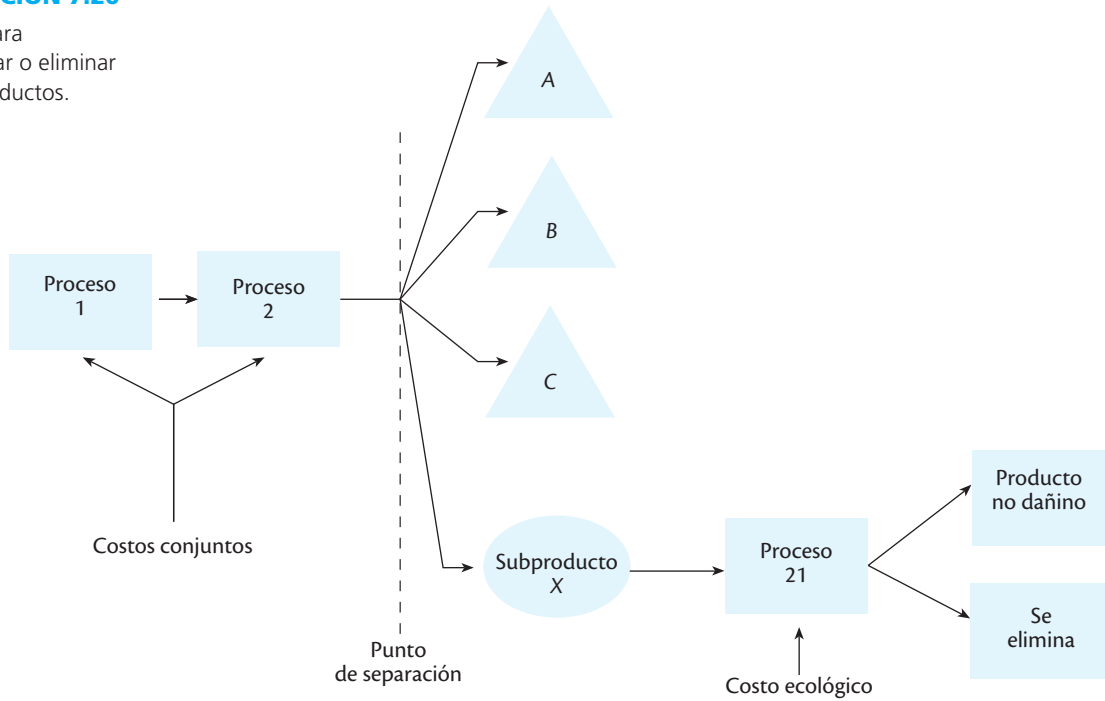 ara
ar o eliminar
ductos.
A
B
C
Proceso
1
Proceso
2
Costos conjuntos
Punto
de separación
Subproducto
X
Proceso
21
Costo ecológico
Producto
no dañino
Se
elimina